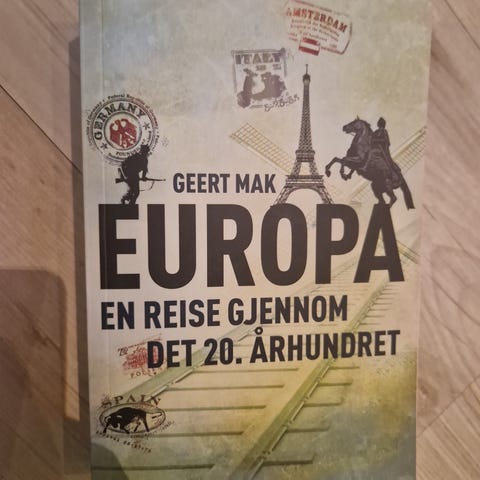 AMSTERDAM
ITALY
GERMANY
GEERT MAK
EUROPA
EN REISE GJENNOM
DET 20. ÅRHUNDRET
SPAIN